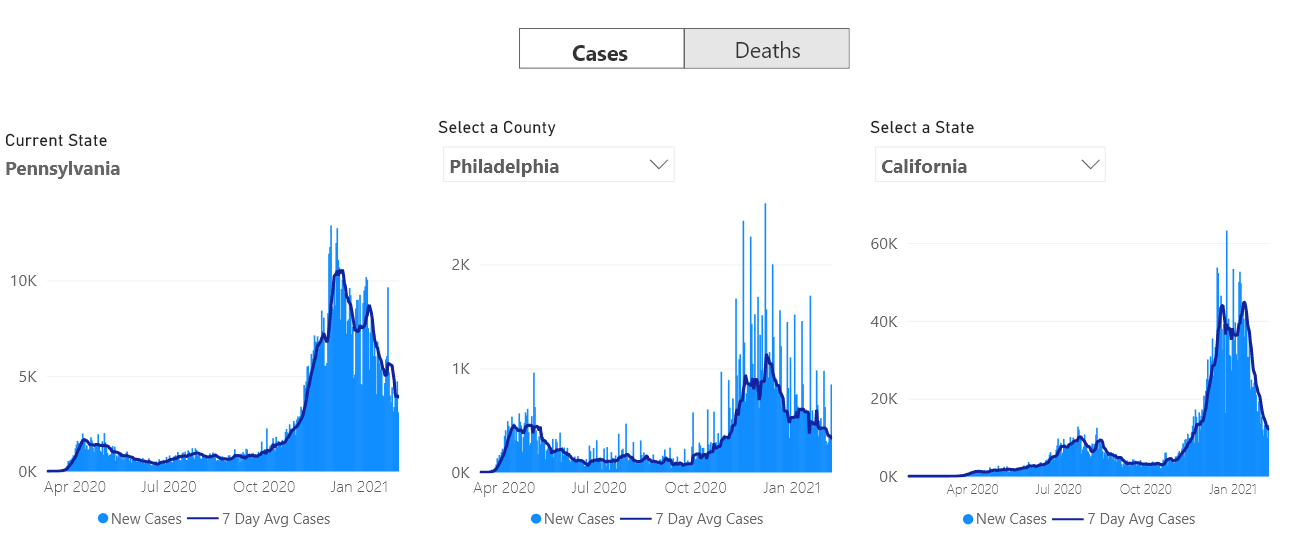 Cases
Deaths
Current State
Pennsylvania
Select a County
Philadelphia
Select a State
California
10K
5K
0K
Apr 2020
Jul 2020
Oct 2020
Jan 2021
New Cases
7 Day Avg Cases
2K
1K
0K
Apr 2020
Jul 2020
Oct 2020
Jan 2021
New Cases
7 Day Avg Cases
60K
40K
20K
0K
Apr 2020
Jul 2020
Oct 2020
Jan 2021
New Cases
7 Day Avg Cases